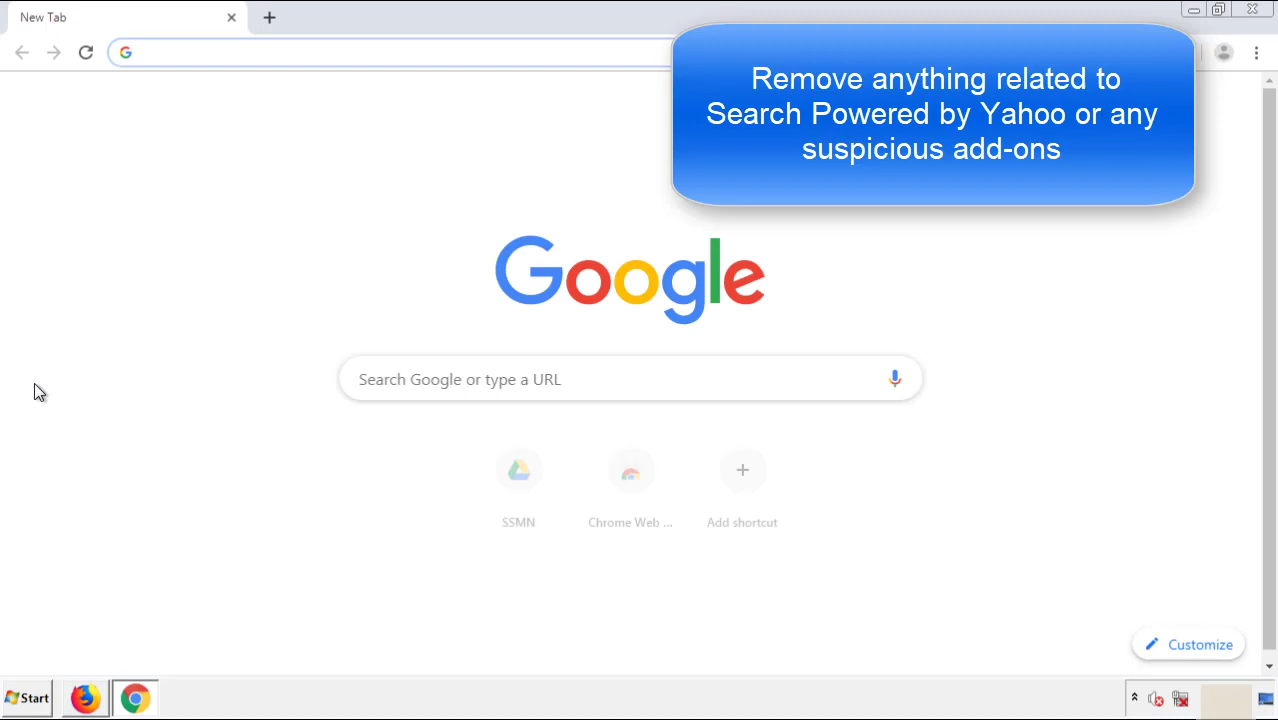 New Tab
Remove anything related to
Search Powered by Yahoo or any
suspicious add-ons
Google
Search Google or type a URL
SSMN
Chrome Web ...
Add shortcut
Customize
Start